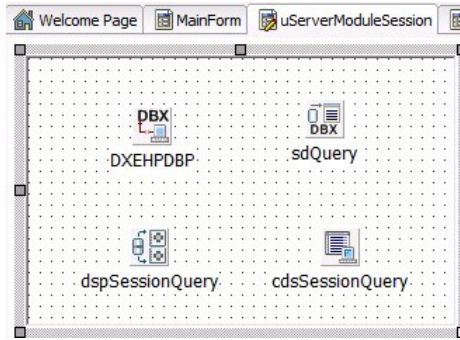 Welcome Page MainForm uServerModuleSession
DBX DBX
DXEHPDBP sdQuery
dspSessionQuery cdsSessionQuery